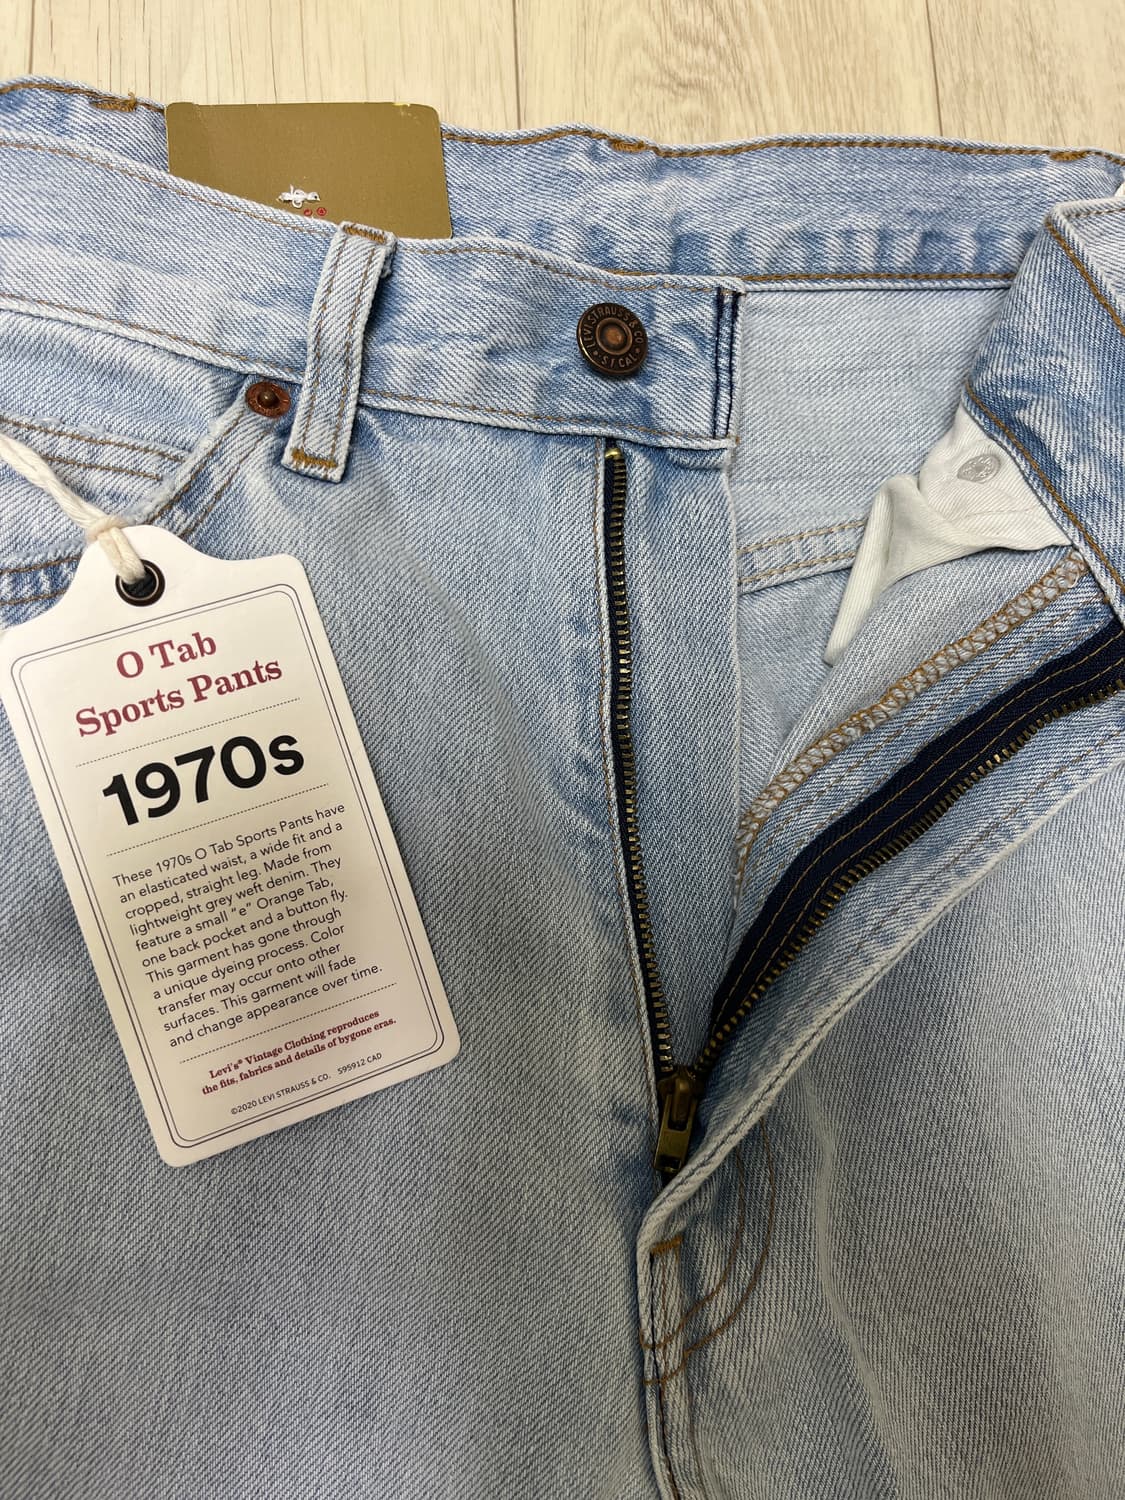 LEVI STRAUSS & CO.
S.F. CAL.
O Tab
Sports Pants
1970s
These 1970s O Tab Sports Pants have
an elasticated waist, a wide fit and a
cropped, straight leg. Made from
lightweight grey weft denim. They
feature a small "e" Orange Tab,
one back pocket and a button fly.
This garment has gone through
a unique dyeing process. Color
transfer may occur onto other
surfaces. This garment will fade
and change appearance over time.
Levi's® Vintage Clothing reproduces
the fits, fabrics and details of bygone eras.
©2020 LEVI STRAUSS & CO. S95912 CAD